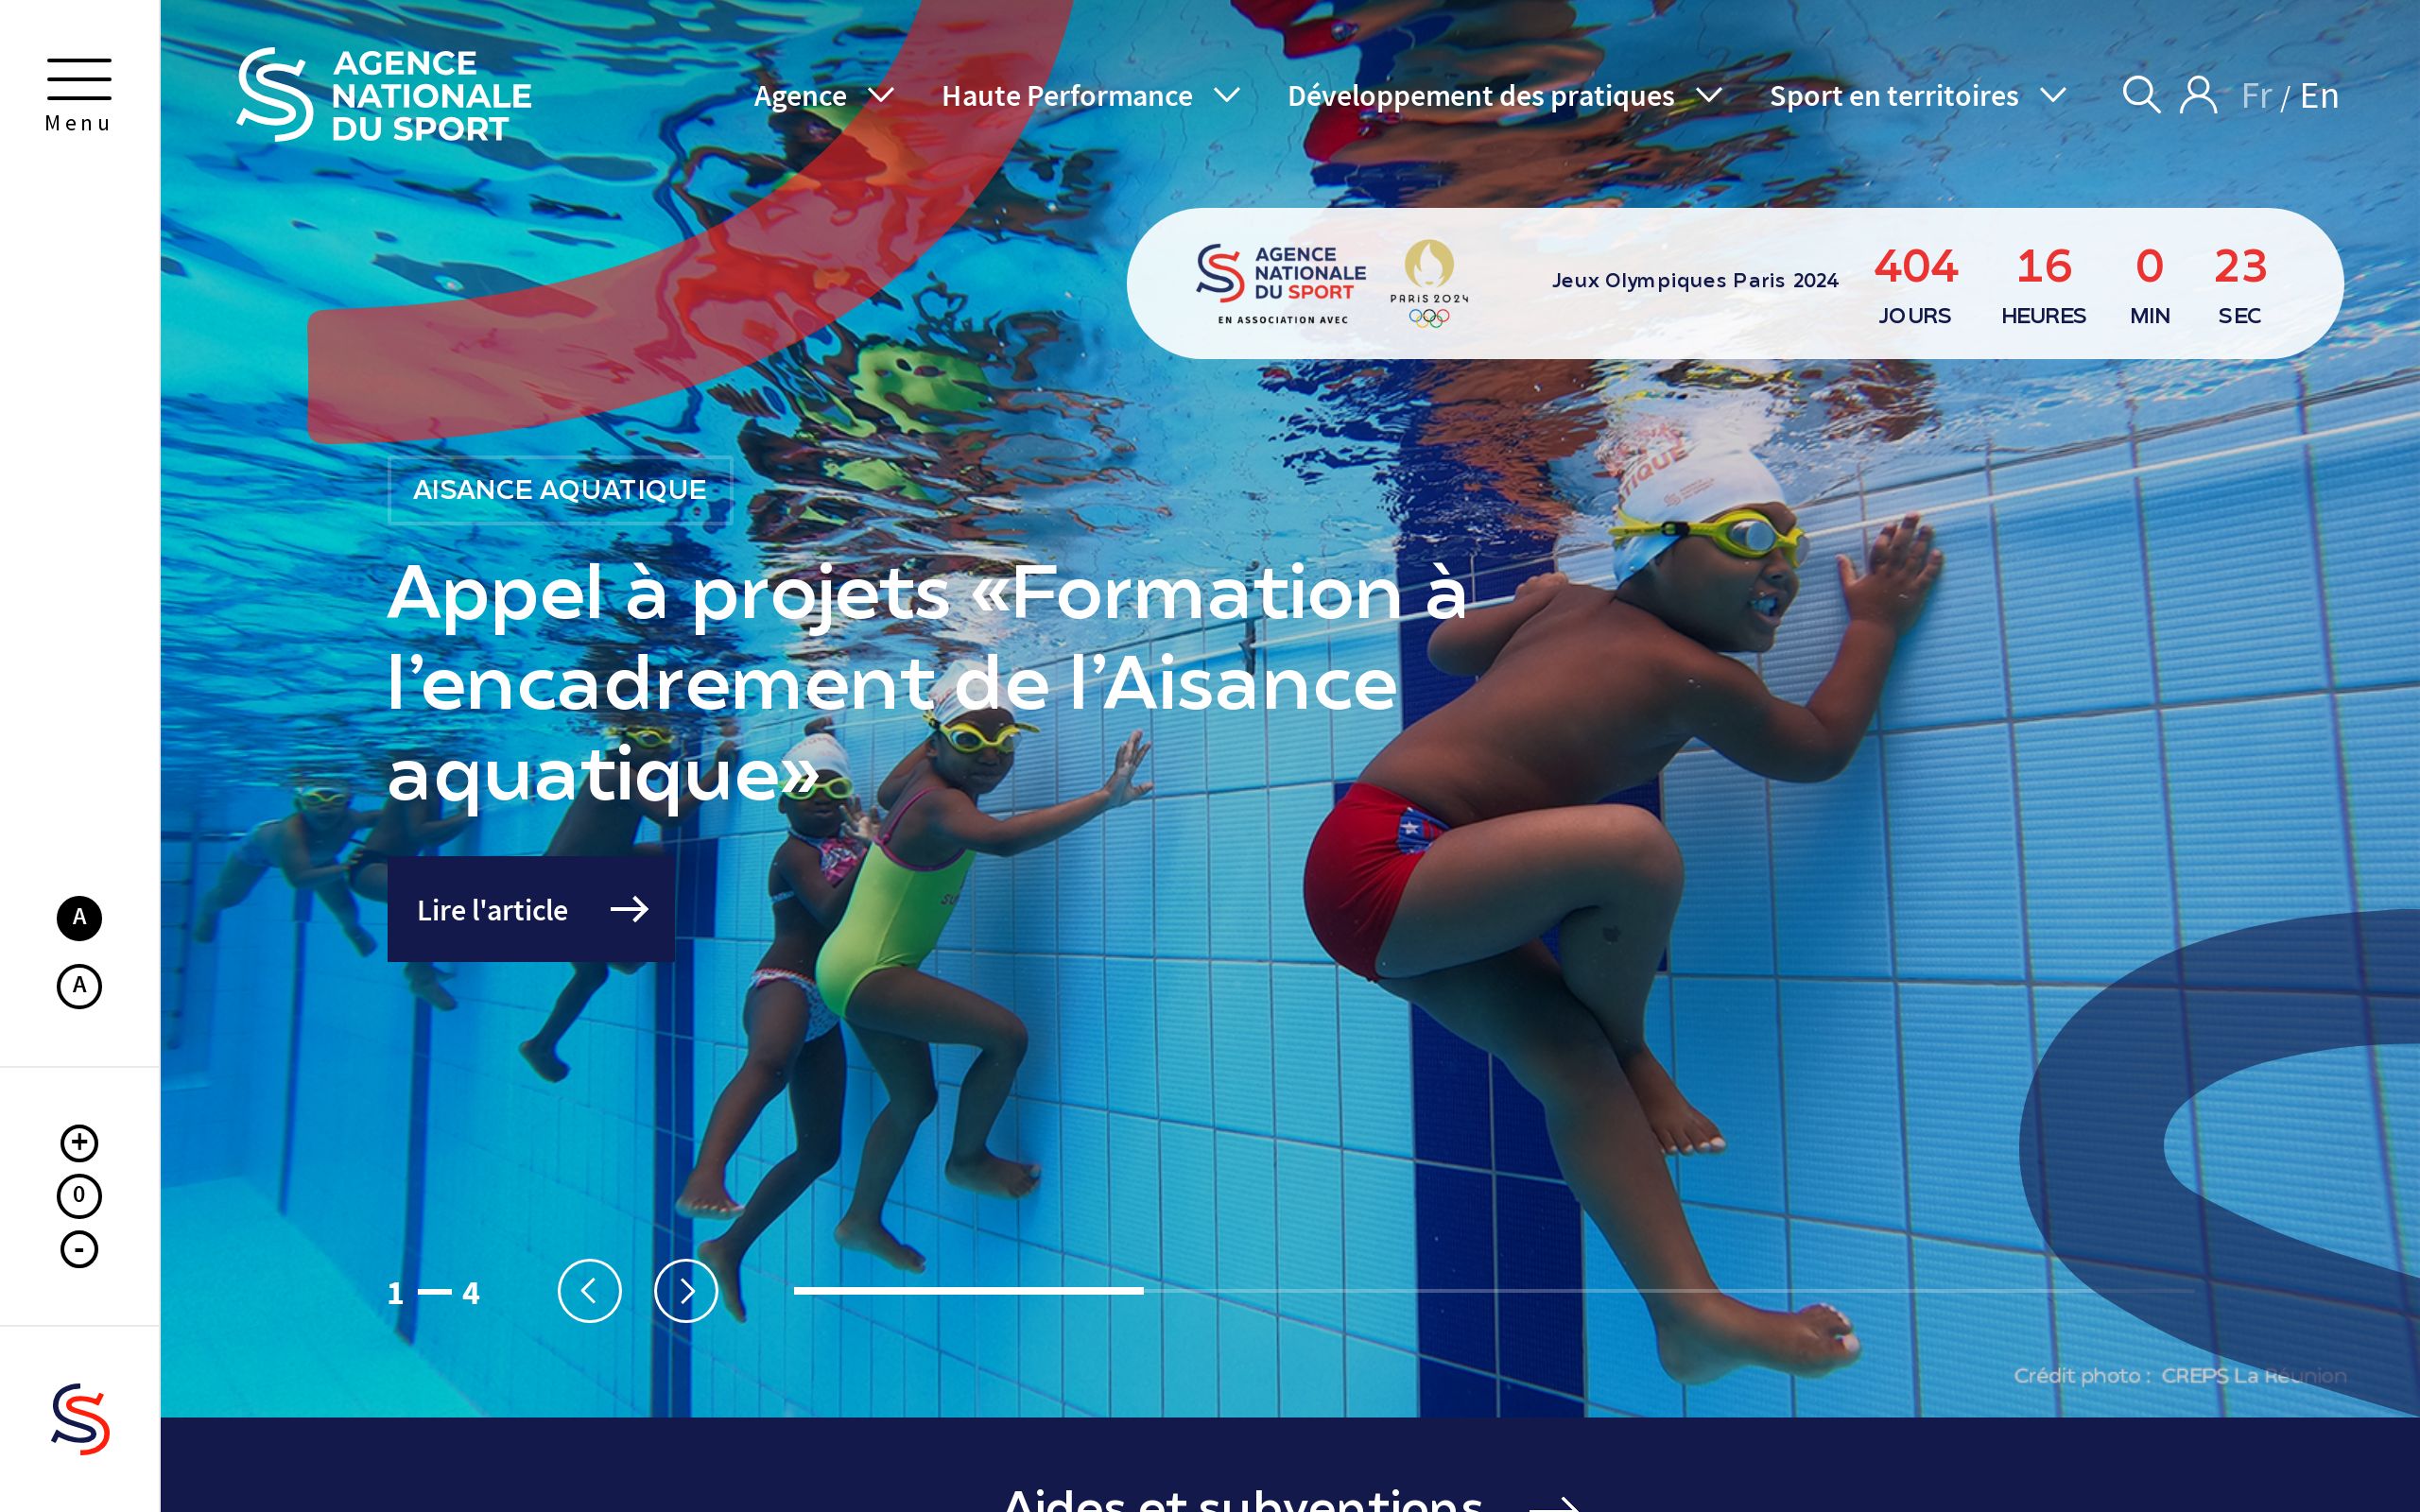 Menu
AGENCE
NATIONALE
DU SPORT
Agence
Haute Performance
Développement des pratiques
Sport en territoires
Fr / En
AGENCE
NATIONALE
DU SPORT
EN ASSOCIATION AVEC
PARIS 2024
Jeux Olympiques Paris 2024
404 16 0 23
JOURS HEURES MIN SEC
AISANCE AQUATIQUE
Appel à projets «Formation à
l’encadrement de l’Aisance
aquatique»
Lire l'article
A
A
+
0
-
1 — 4
Crédit photo : CREPS La Réunion
Aides et subventions